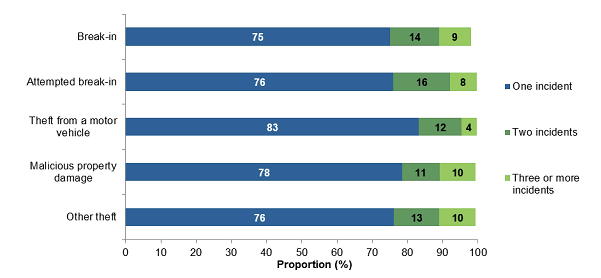 Break-in
75 14 9
Attempted break-in
76 16 8
Theft from a motor
vehicle
83 12 4
Malicious property
damage
78 11 10
Other theft
76 13 10
0 10 20 30 40 50 60 70 80 90 100
Proportion (%)
One incident
Two incidents
Three or more
incidents